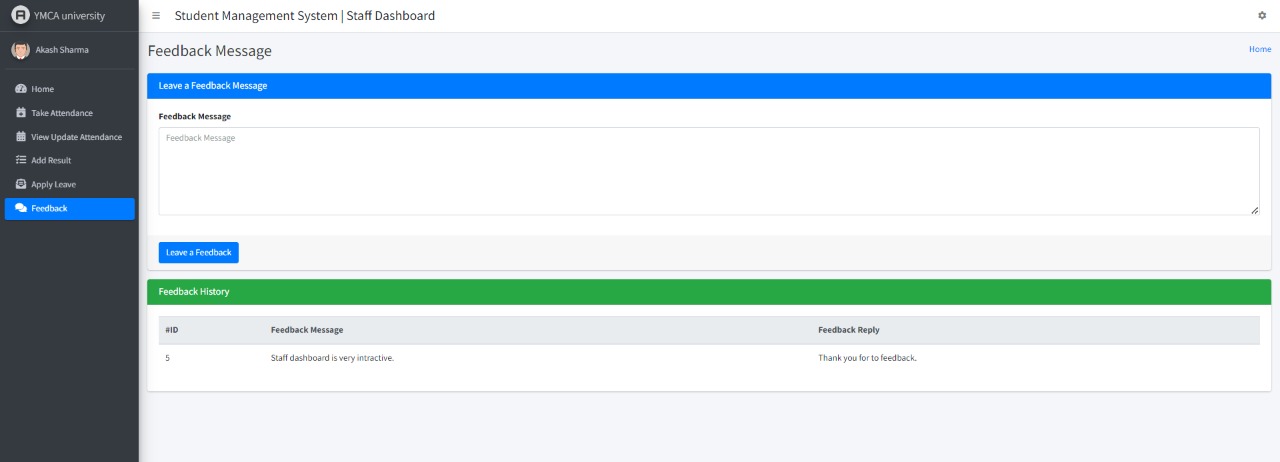 YMCA university
Student Management System | Staff Dashboard
Akash Sharma
Home
Take Attendance
View Update Attendance
Add Result
Apply Leave
Feedback
Feedback Message
Home
Leave a Feedback Message
Feedback Message
Feedback Message
Leave a Feedback
Feedback History
#ID Feedback Message Feedback Reply
5 Staff dashboard is very intractive. Thank you for to feedback.